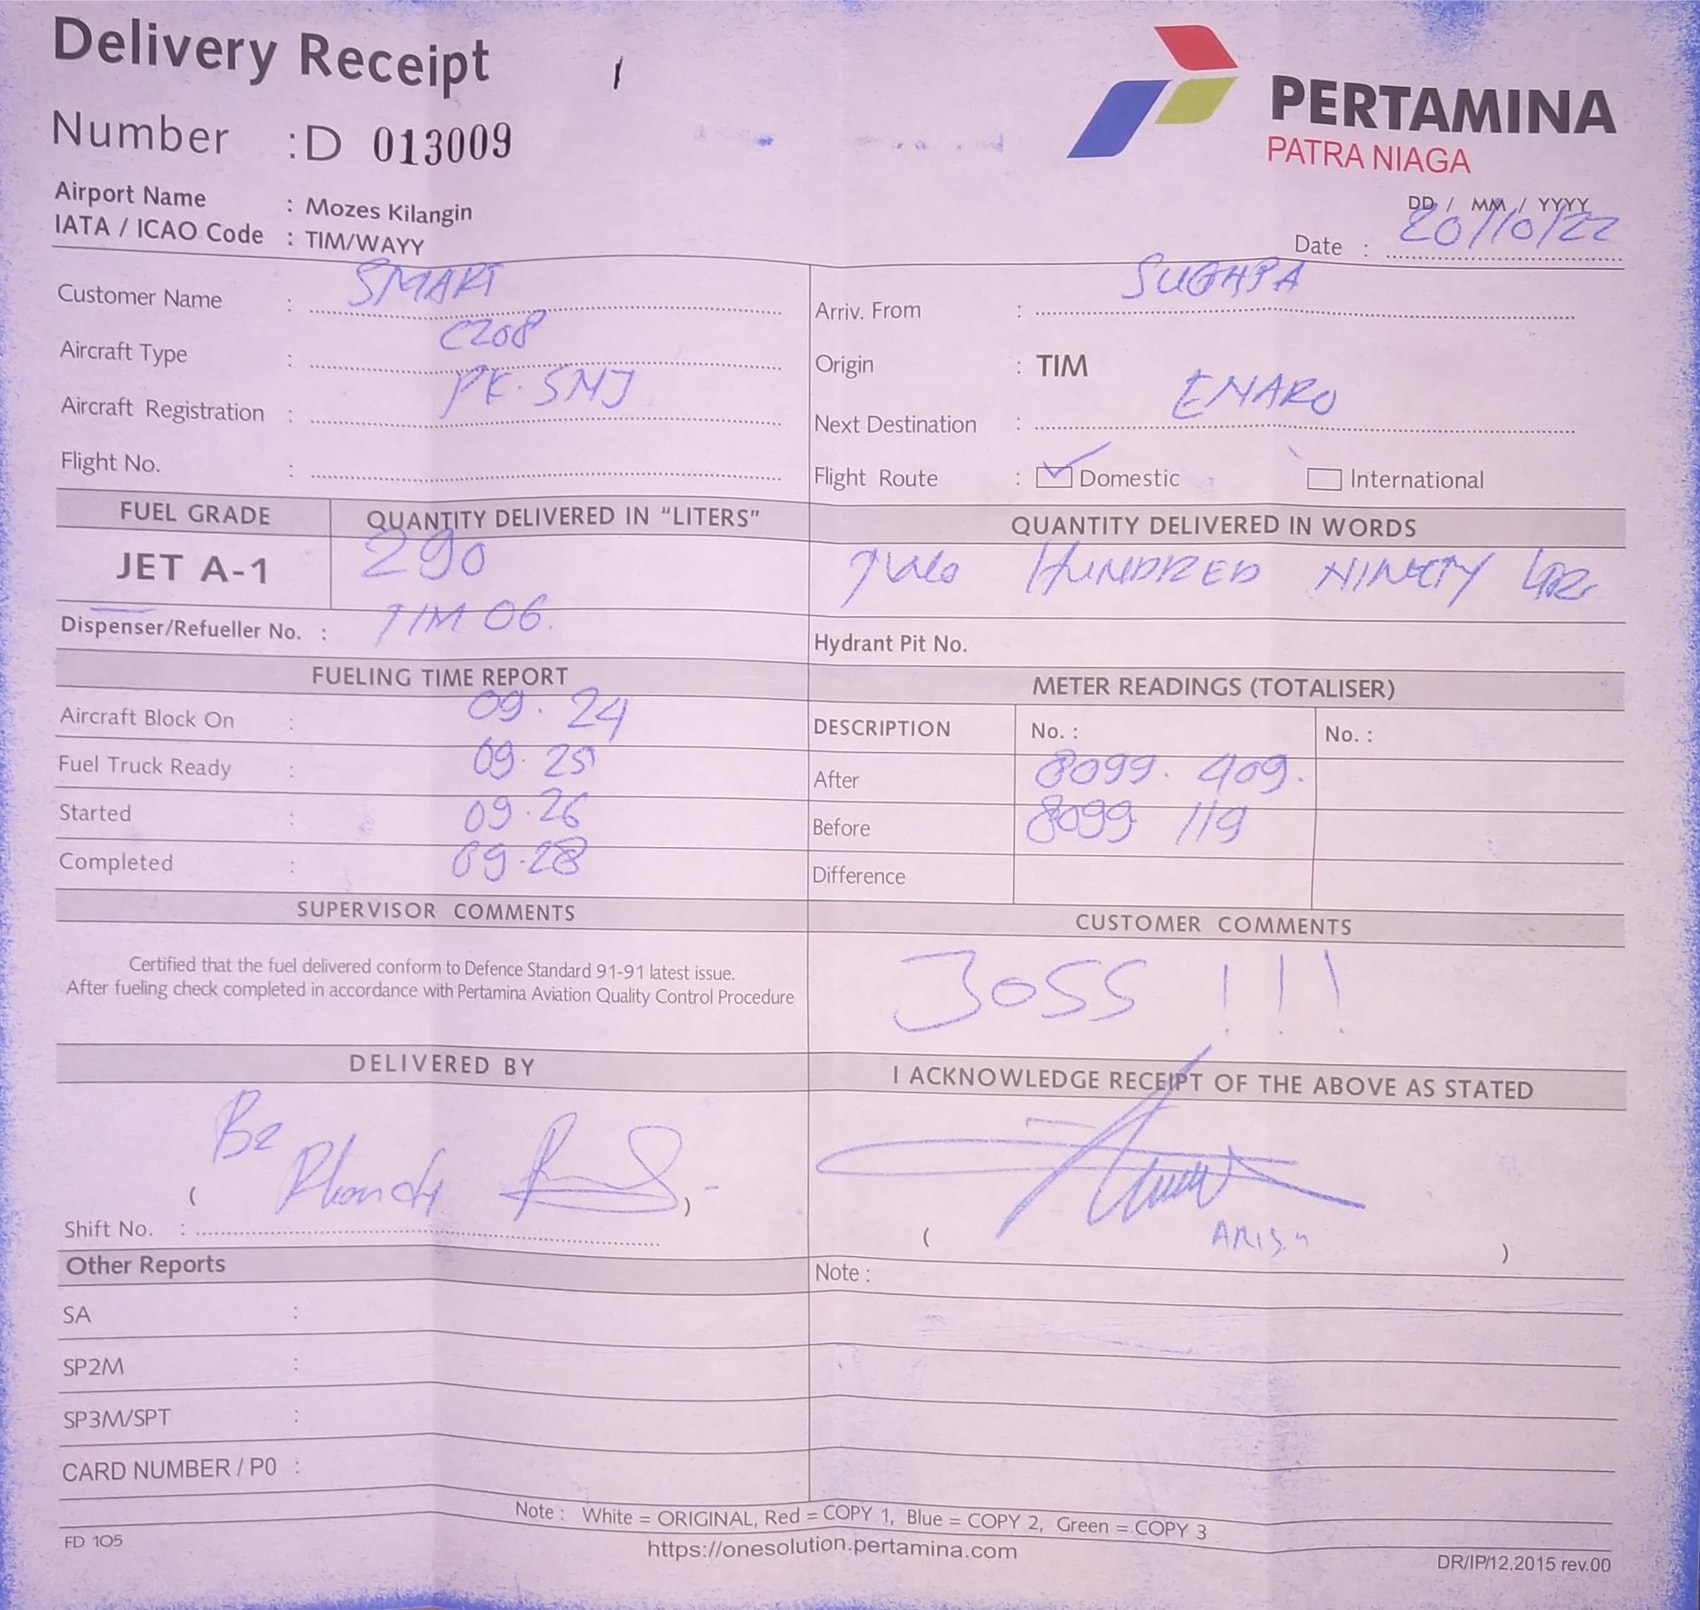 Delivery Receipt
Number : D 013009
PERTAMINA
PATRA NIAGA
Airport Name : Mozes Kilangin
IATA / ICAO Code : TIM/WAYY
DD / MM / YYYY
Date : 20/10/22
Customer Name : SMART
Aircraft Type : C208
Aircraft Registration : PK-SMJ
Flight No. :
Arriv. From : SUGAPA
Origin : TIM
Next Destination : ENARO
Flight Route : Domestic International
FUEL GRADE QUANTITY DELIVERED IN "LITERS" QUANTITY DELIVERED IN WORDS
JET A-1 290 TWO HUNDRED NINETY
Dispenser/Refueller No. : TIM 06. Hydrant Pit No.
FUELING TIME REPORT
Aircraft Block On : 09. 24
Fuel Truck Ready : 09. 25
Started : 09.26
Completed : 09.28
METER READINGS (TOTALISER)
DESCRIPTION No. : No. :
After 8099. 409.
Before 8099 119
Difference
SUPERVISOR COMMENTS
Certified that the fuel delivered conform to Defence Standard 91-91 latest issue.
After fueling check completed in accordance with Pertamina Aviation Quality Control Procedure
CUSTOMER COMMENTS
JOSS !!!
DELIVERED BY
( )
Shift No. :
I ACKNOWLEDGE RECEIPT OF THE ABOVE AS STATED
( )
Other Reports
SA :
SP2M :
SP3M/SPT :
CARD NUMBER / P0 :
Note :
Note : White = ORIGINAL, Red = COPY 1, Blue = COPY 2, Green = COPY 3
FD 105
https://onesolution.pertamina.com
DR/IP/12.2015 rev.00